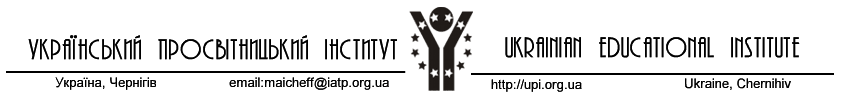 УКРАЇНСЬКИЙ ПРОСВІТНИЦЬКИЙ ІНСТИТУТ
Україна, Чернігів email:maicheff@iatp.org.ua
UKRAINIAN EDUCATIONAL INSTITUTE
http://upi.org.ua Ukraine, Chernihiv